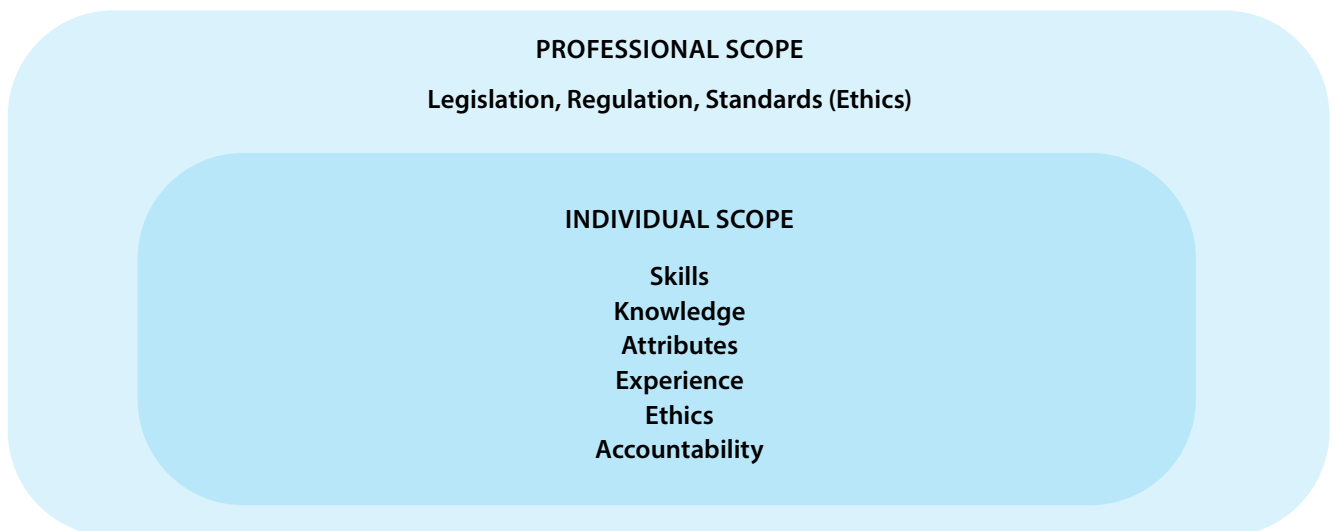 PROFESSIONAL SCOPE
Legislation, Regulation, Standards (Ethics)
INDIVIDUAL SCOPE
Skills
Knowledge
Attributes
Experience
Ethics
Accountability